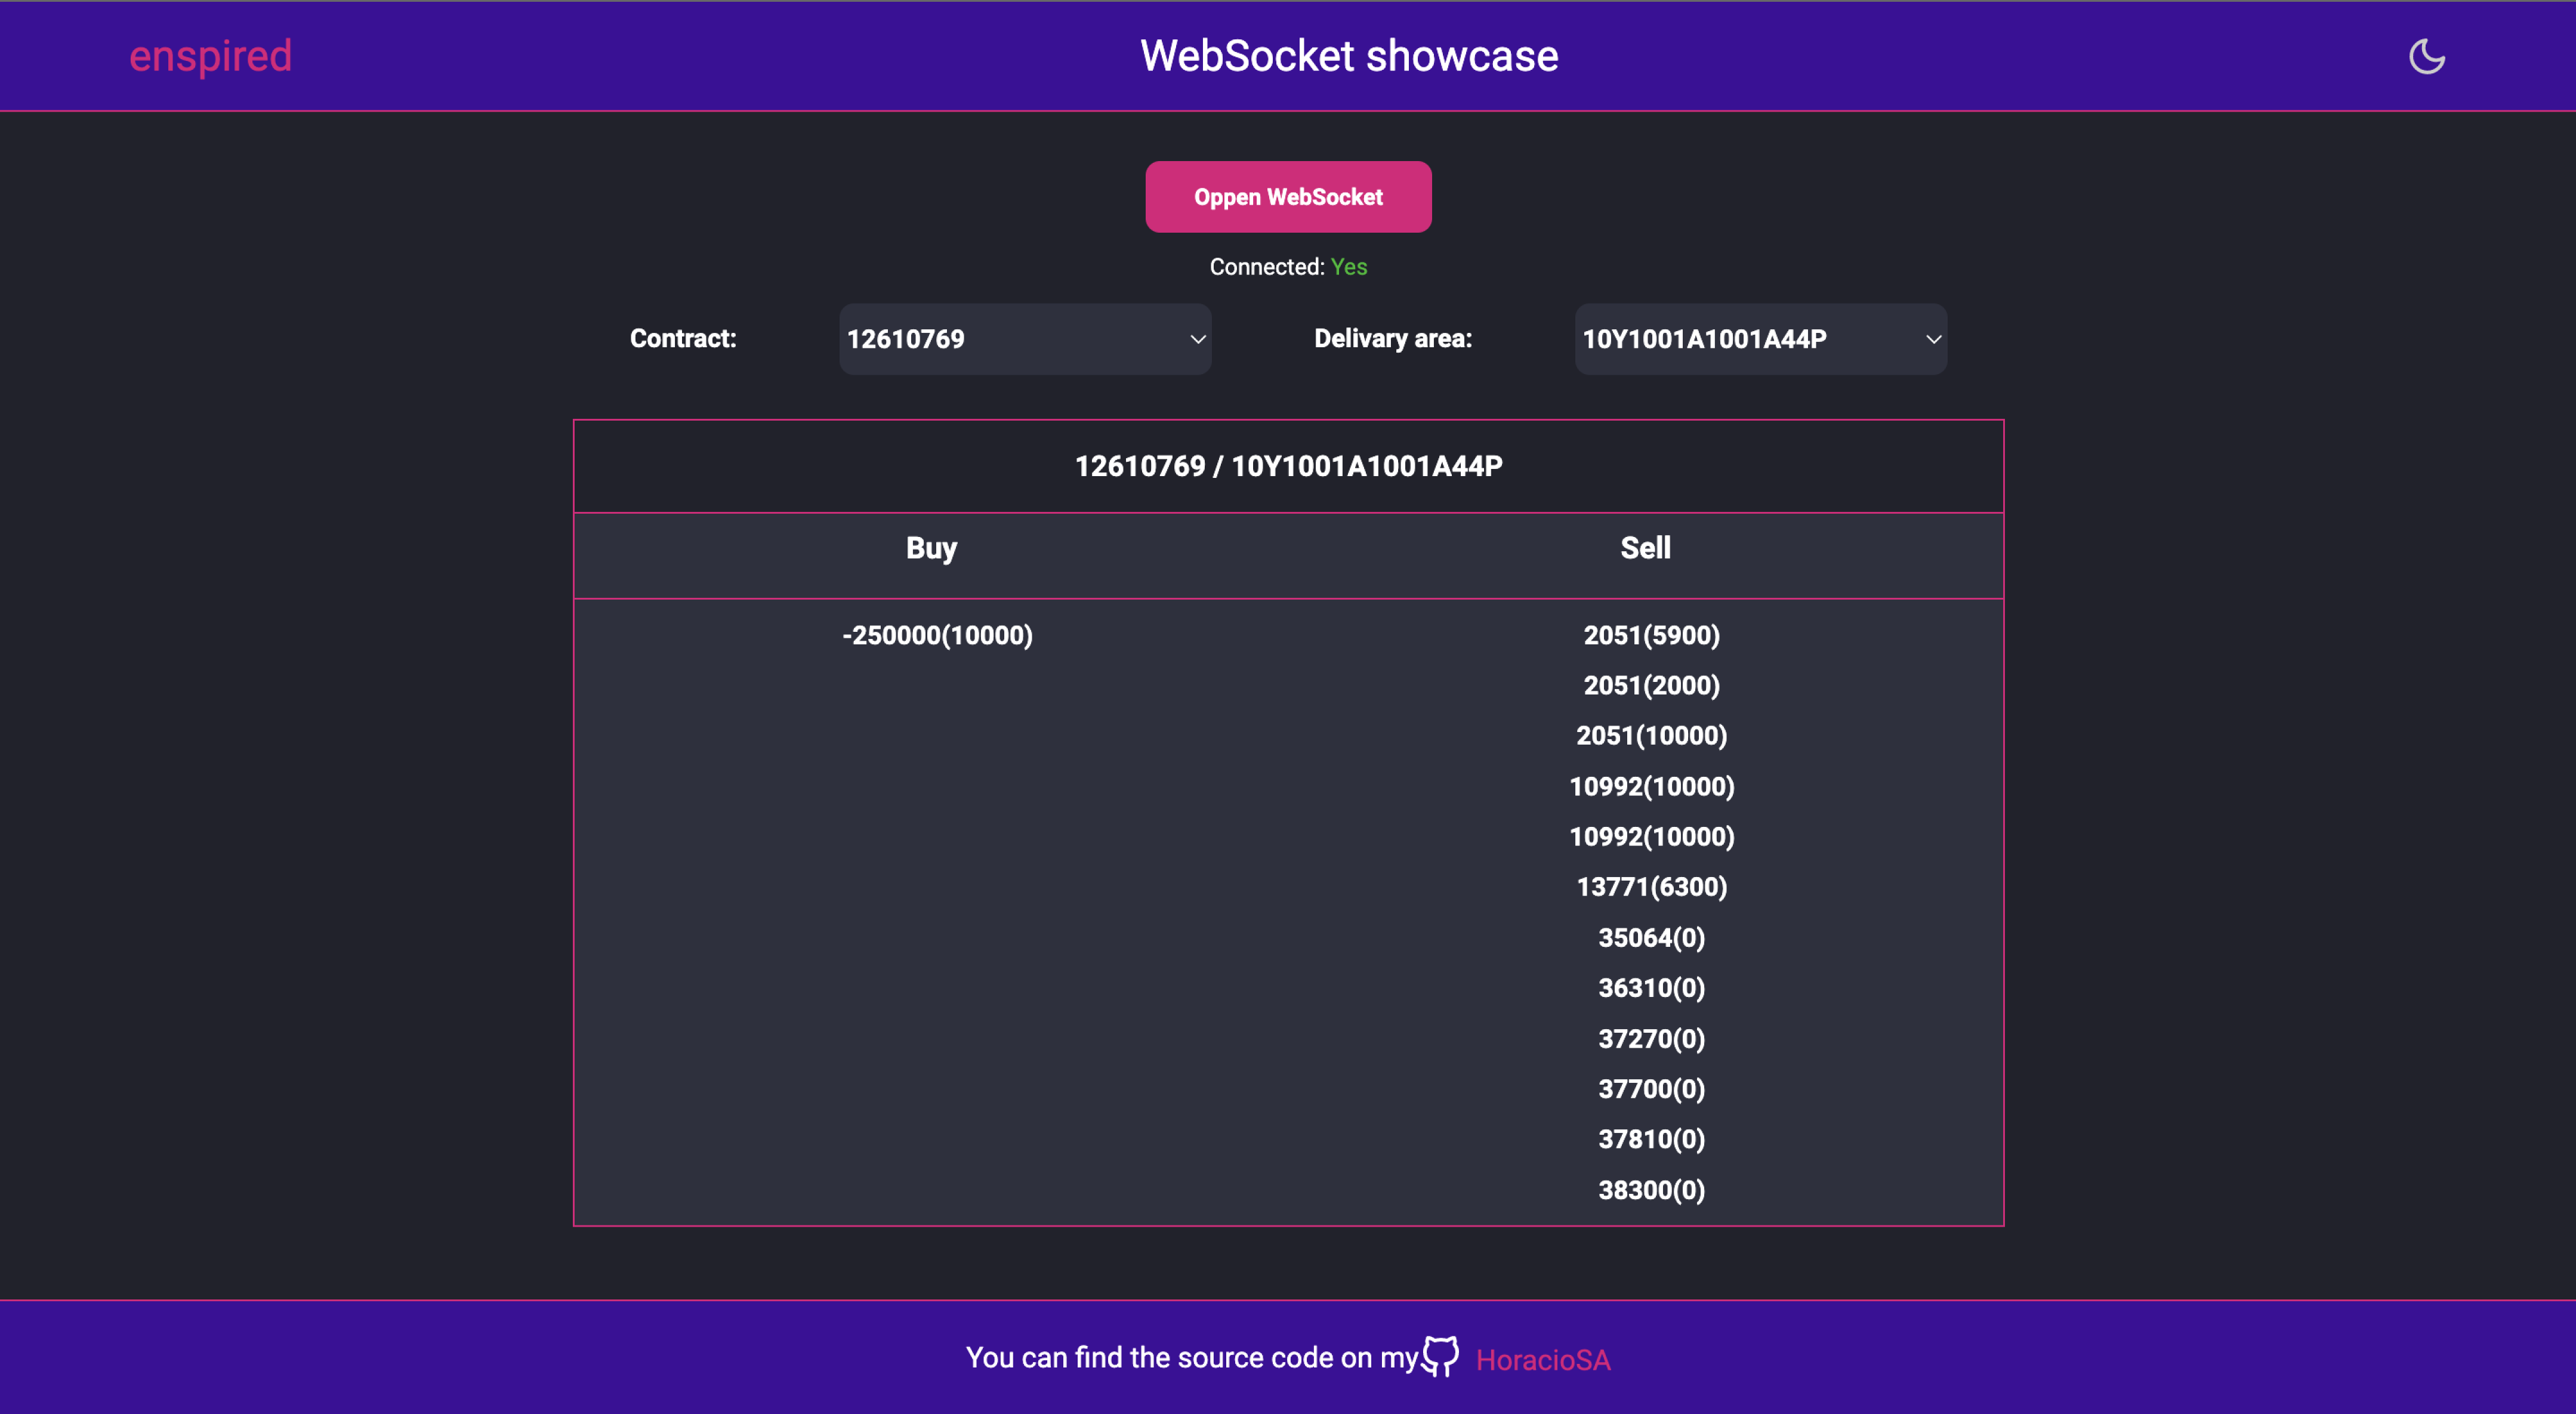 enspired WebSocket showcase
Oppen WebSocket
Connected: Yes
Contract: 12610769 Delivary area: 10Y1001A1001A44P
12610769 / 10Y1001A1001A44P
Buy Sell
-250000(10000) 2051(5900)
2051(2000)
2051(10000)
10992(10000)
10992(10000)
13771(6300)
35064(0)
36310(0)
37270(0)
37700(0)
37810(0)
38300(0)
You can find the source code on my HoracioSA